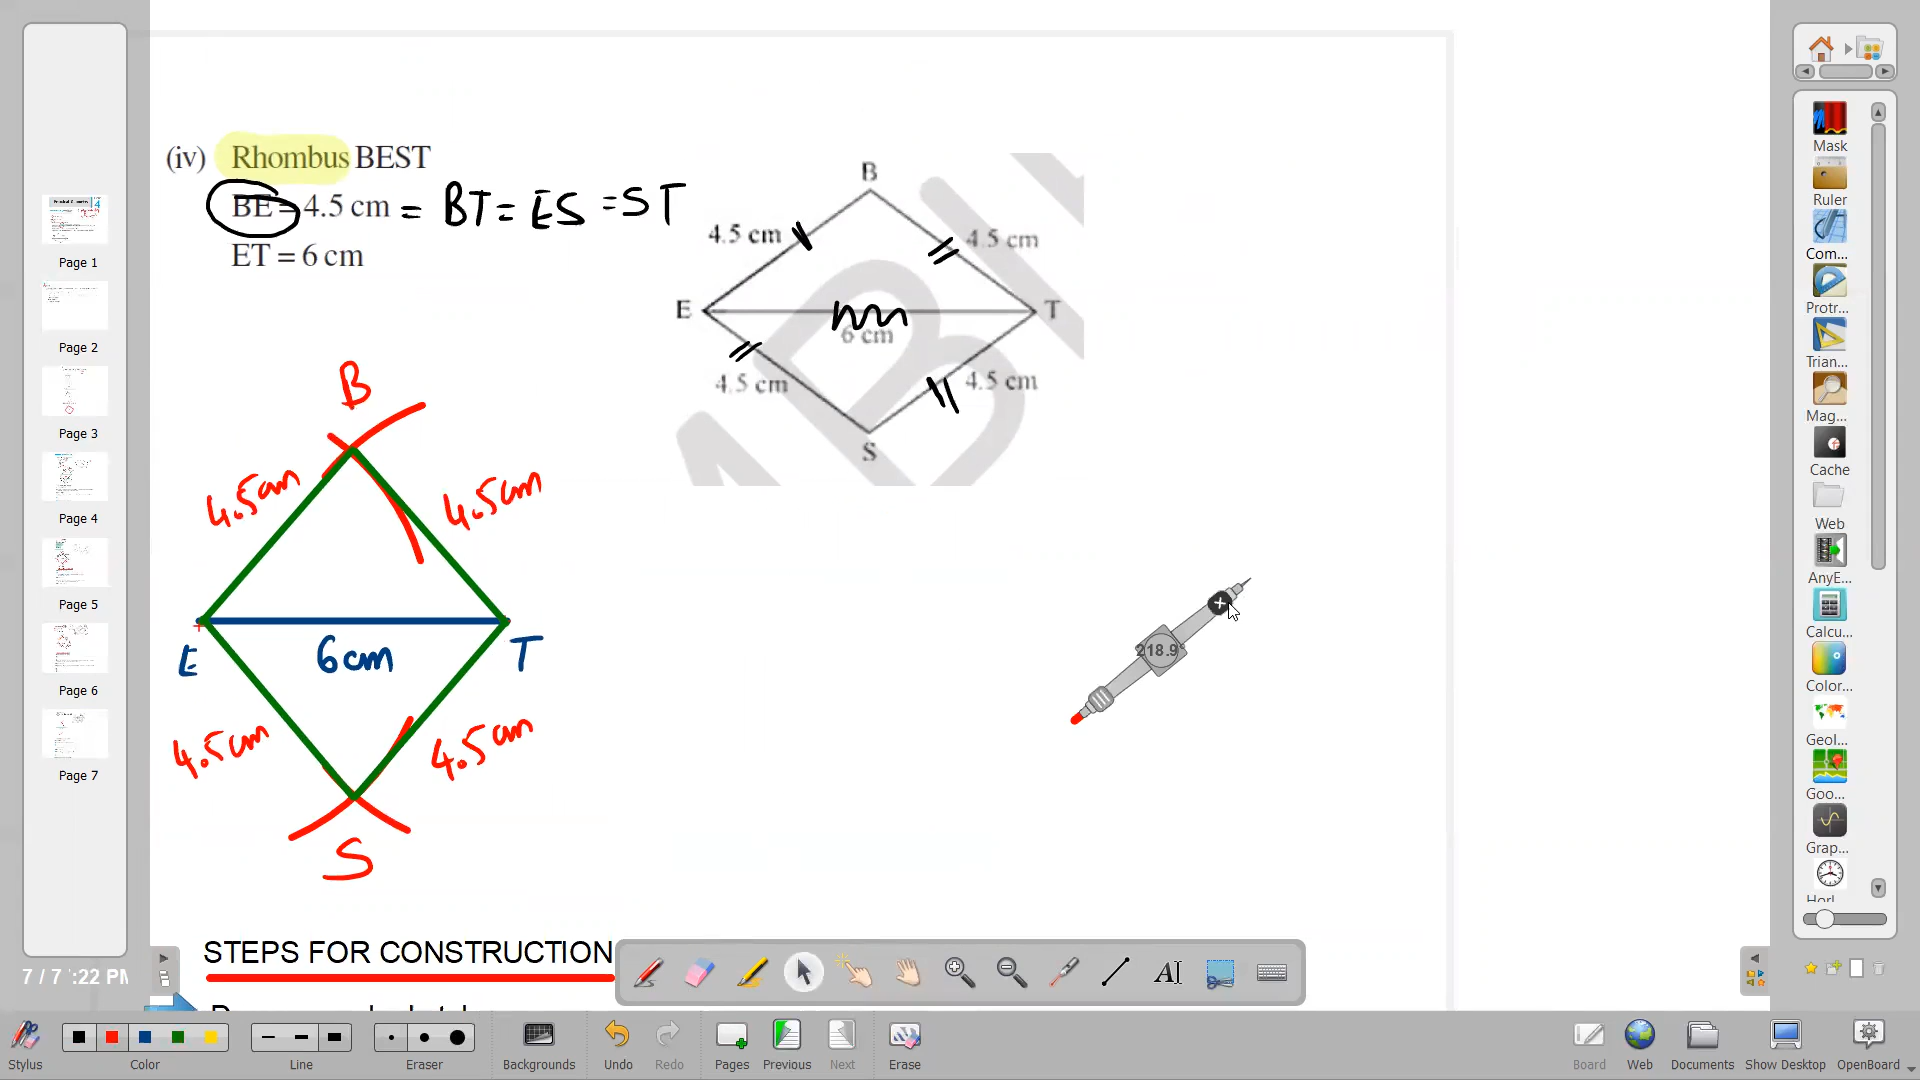 (iv) Rhombus BEST
BE = 4.5 cm = BT = ES = ST
ET = 6 cm
B
4.5 cm
4.5 cm
E
T
6 cm
4.5 cm
4.5 cm
S
B
4.5cm
4.5cm
E
6cm
T
4.5cm
4.5cm
S
218.9°
STEPS FOR CONSTRUCTION
Page 1
Page 2
Page 3
Page 4
Page 5
Page 6
Page 7
7 / 7
Mask
Ruler
Com...
Protr...
Trian...
Mag...
Cache
Web
AnyE...
Calcu...
Color...
Geol...
Goo...
Grap...
Stylus
Color
Line
Eraser
Backgrounds
Undo
Redo
Pages
Previous
Next
Erase
Board
Web
Documents
Show Desktop
OpenBoard